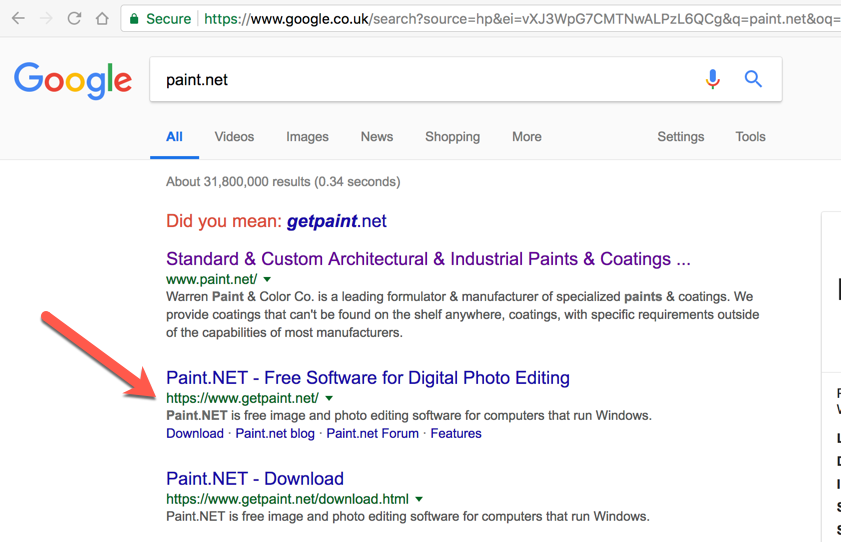 Secure https://www.google.co.uk/search?source=hp&ei=vXJ3WpG7CMTNwALPzL6QCg&q=paint.net&oq=
Google
paint.net
All Videos Images News Shopping More Settings Tools
About 31,800,000 results (0.34 seconds)
Did you mean: getpaint.net
Standard & Custom Architectural & Industrial Paints & Coatings ...
www.paint.net/
Warren Paint & Color Co. is a leading formulator & manufacturer of specialized paints & coatings. We
provide coatings that can't be found on the shelf anywhere, coatings, with specific requirements outside
of the capabilities of most manufacturers.
Paint.NET - Free Software for Digital Photo Editing
https://www.getpaint.net/
Paint.NET is free image and photo editing software for computers that run Windows.
Download · Paint.net blog · Paint.net Forum · Features
Paint.NET - Download
https://www.getpaint.net/download.html
Paint.NET is free image and photo editing software for computers that run Windows.